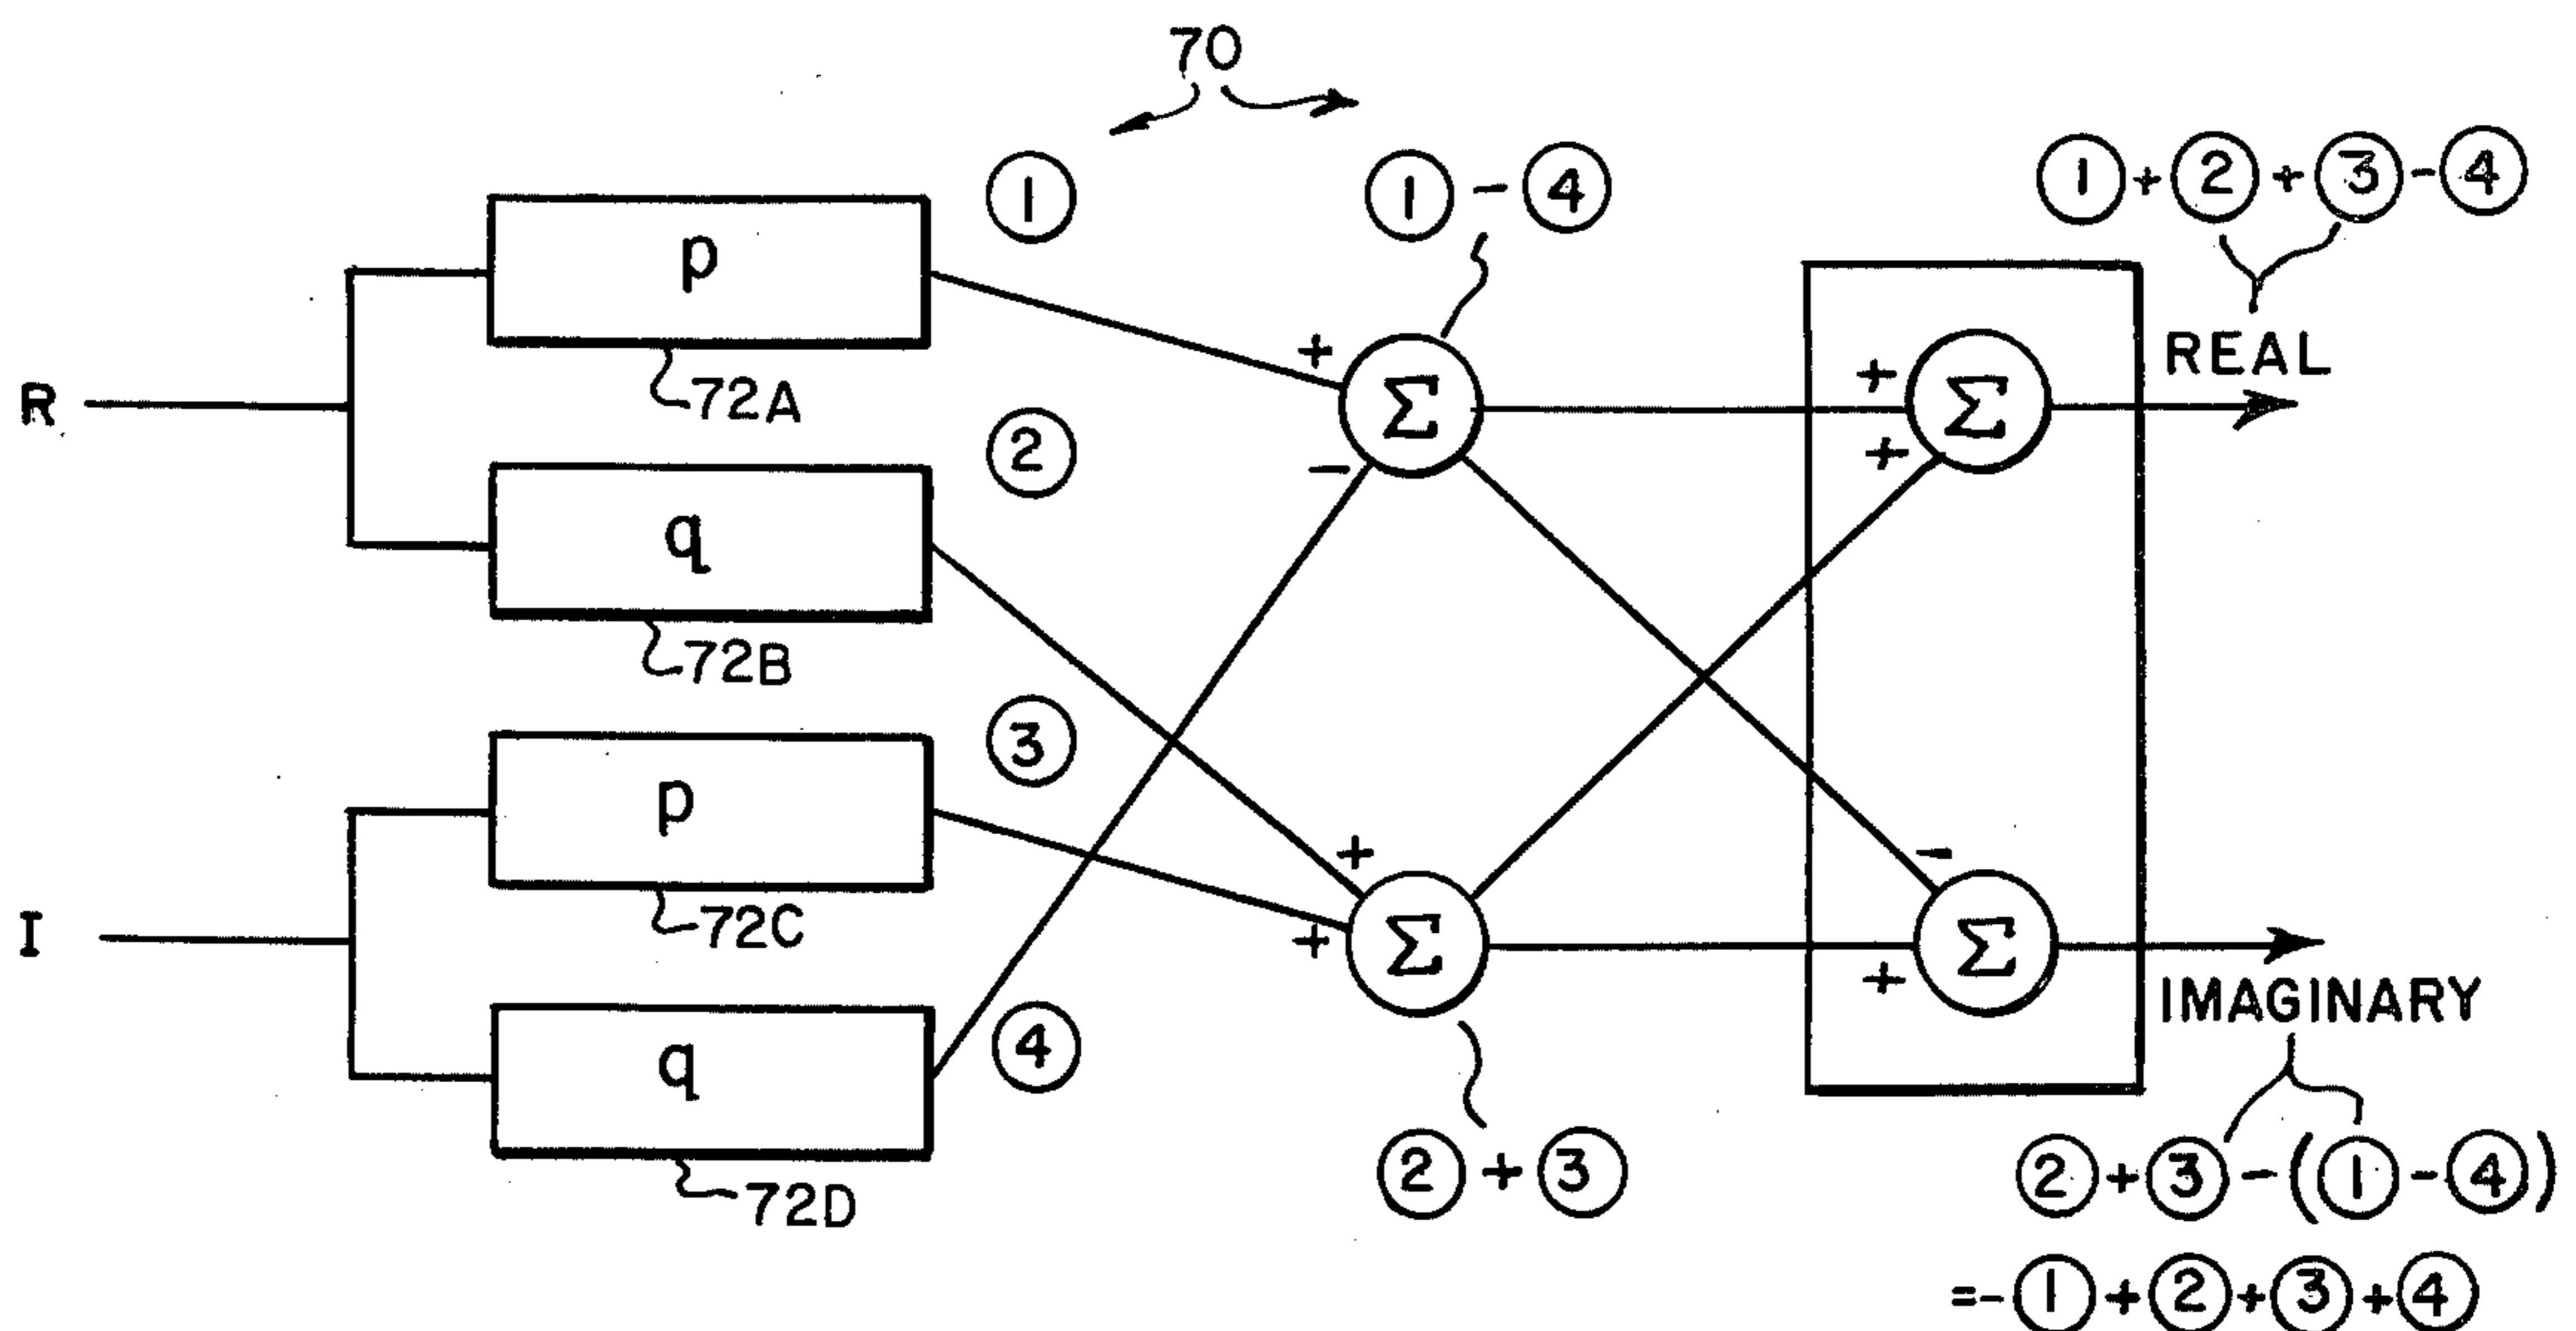 70
① ① - ④ ① + ② + ③ - ④
p
+ + REAL
R 72A Σ Σ
② - +
q
72B
③
p
+ -
I 72C + Σ + Σ
IMAGINARY
④
q
② + ③ ② + ③ - (① - ④)
72D
= - ① + ② + ③ + ④